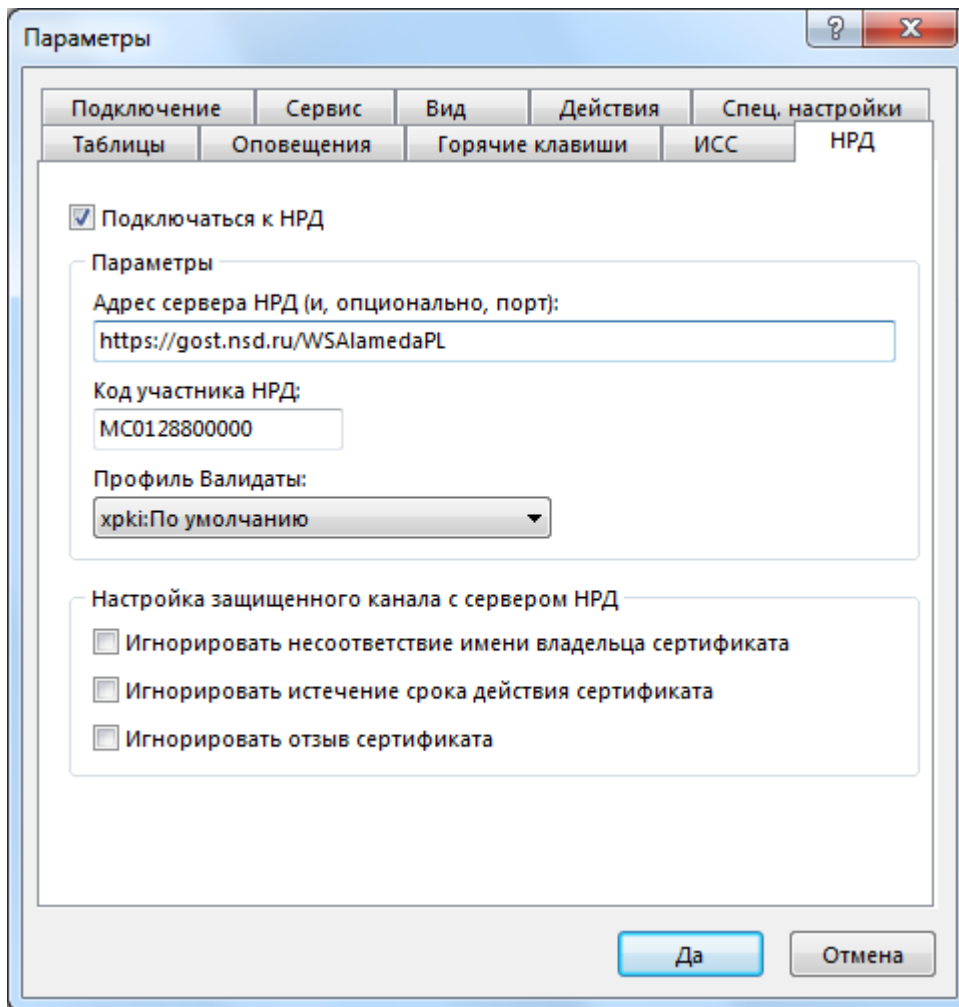 Параметры
Подключение Сервис Вид Действия Спец. настройки
Таблицы Оповещения Горячие клавиши ИСС НРД
Подключаться к НРД
Параметры
Адрес сервера НРД (и, опционально, порт):
https://gost.nsd.ru/WSAlamedaPL
Код участника НРД:
MC0128800000
Профиль Валидаты:
xpki:По умолчанию
Настройка защищенного канала с сервером НРД
Игнорировать несоответствие имени владельца сертификата
Игнорировать истечение срока действия сертификата
Игнорировать отзыв сертификата
Да Отмена